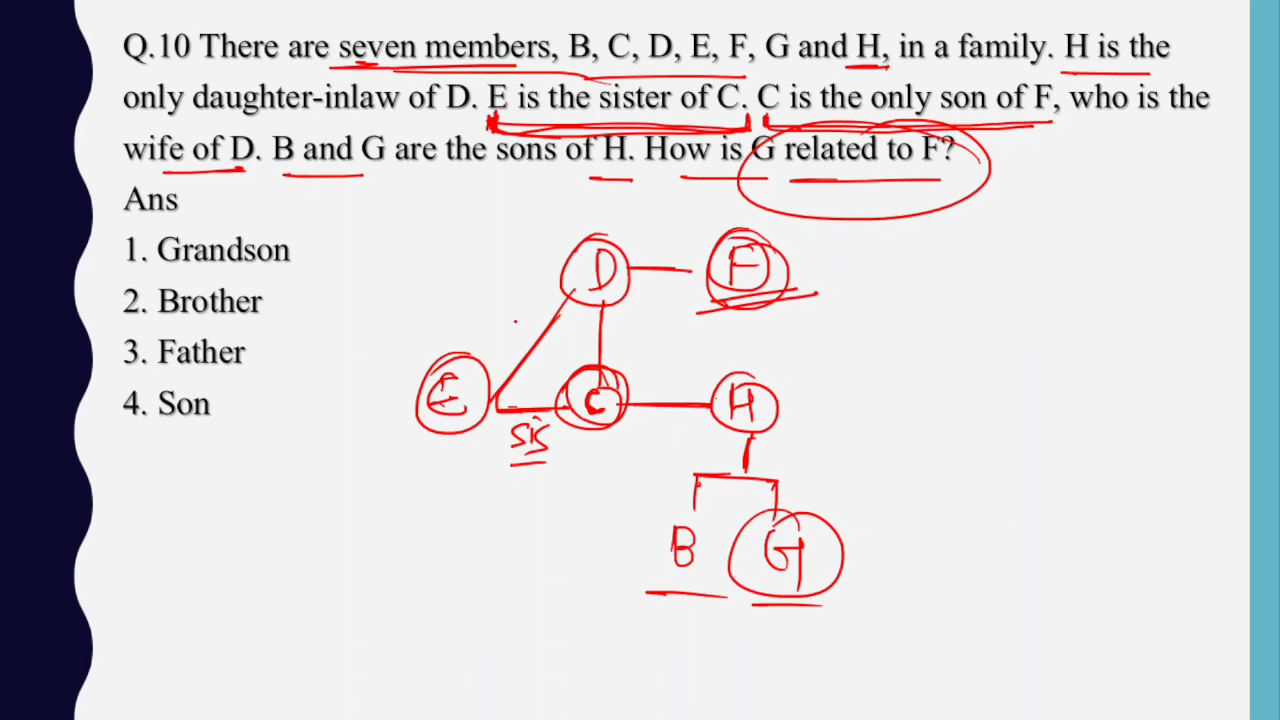 Q.10 There are seven members, B, C, D, E, F, G and H, in a family. H is the
only daughter-inlaw of D. E is the sister of C. C is the only son of F, who is the
wife of D. B and G are the sons of H. How is G related to F?
Ans
1. Grandson
2. Brother
3. Father
4. Son
D F
E C H
sis
B G